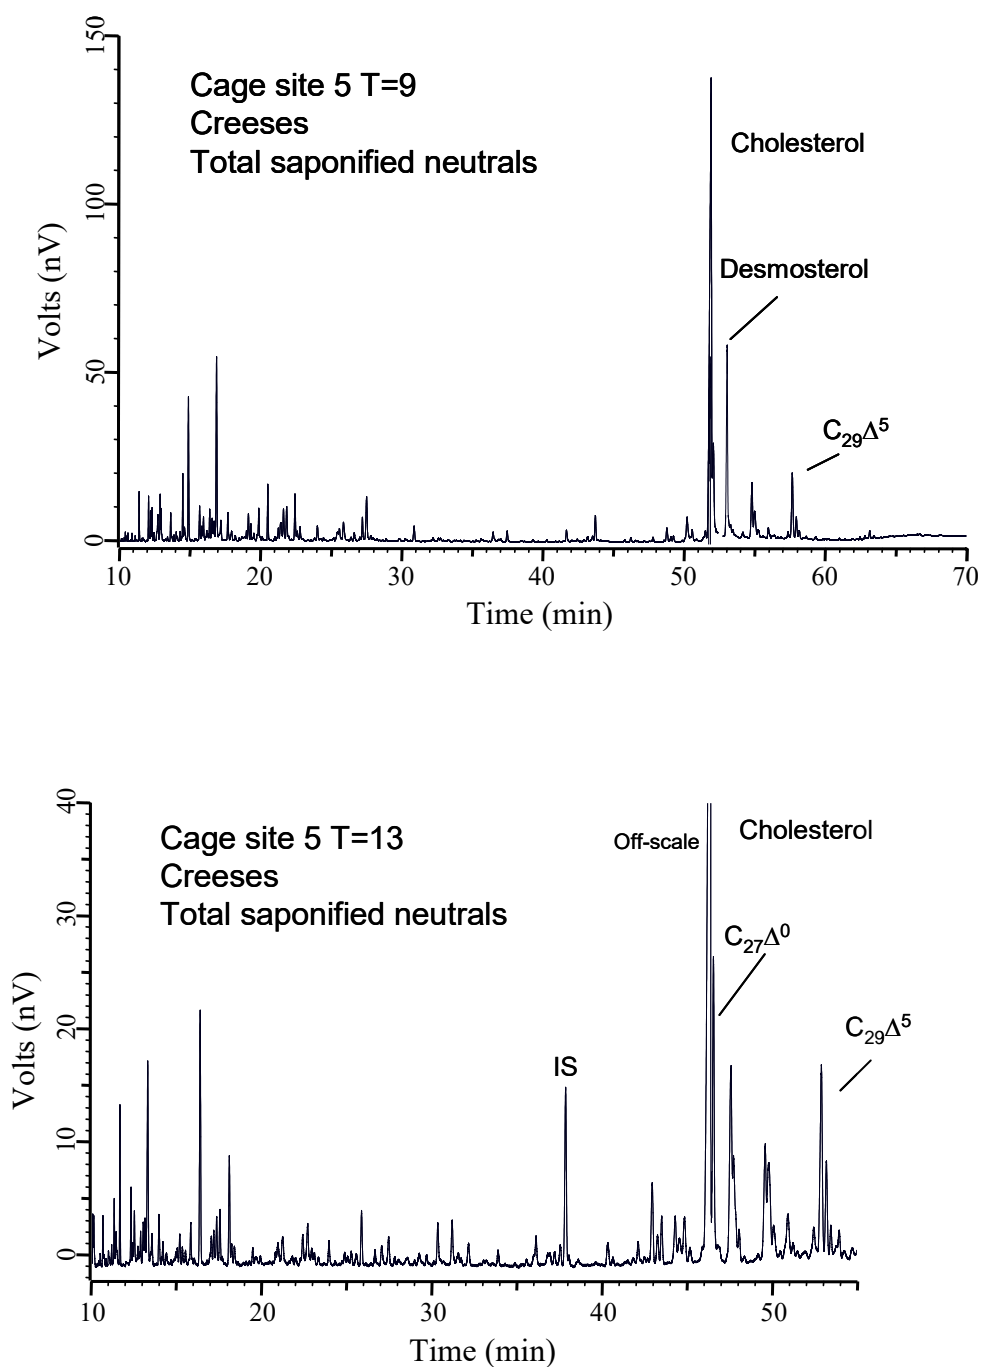 150
Cage site 5 T=9
Creeses
Total saponified neutrals
Cholesterol
100
Desmosterol
Volts (nV)
50
C₂₉Δ⁵
0
10 20 30 40 50 60 70
Time (min)
40
Cage site 5 T=13
Creeses
Total saponified neutrals
Off-scale
Cholesterol
30
C₂₇Δ⁰
Volts (nV)
20
C₂₉Δ⁵
IS
10
0
10 20 30 40 50
Time (min)